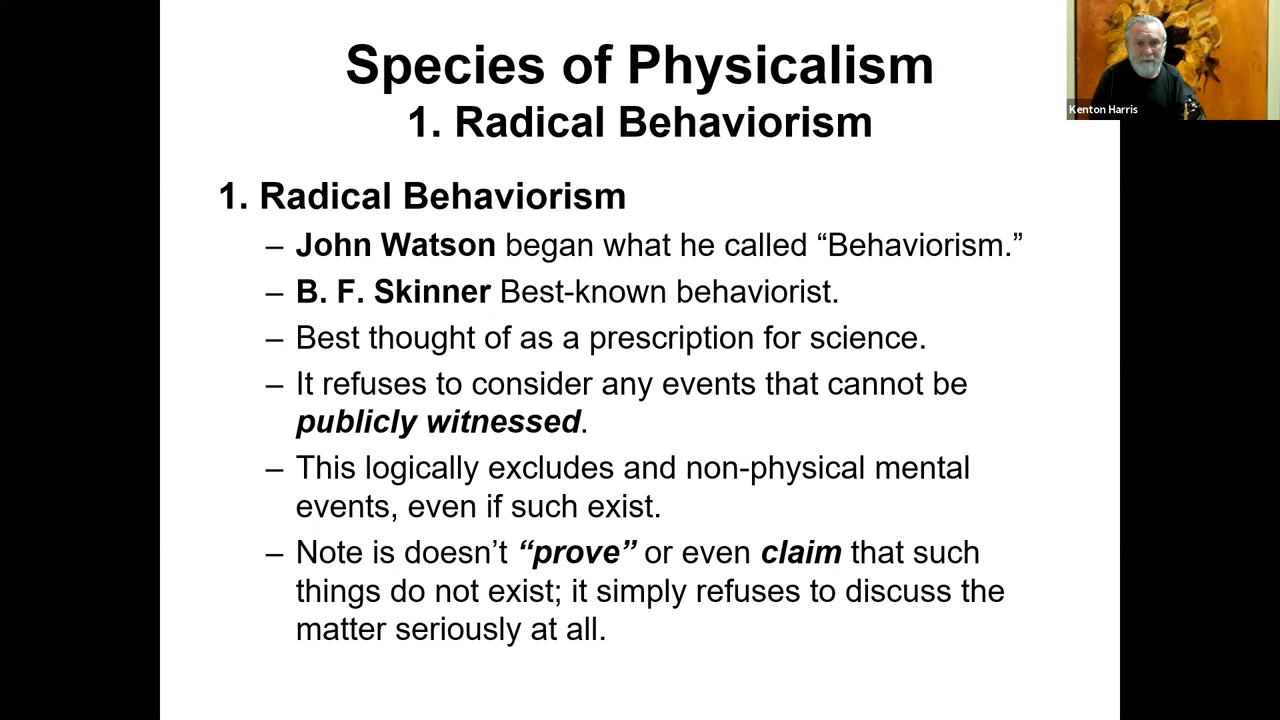 Species of Physicalism
1. Radical Behaviorism
Kenton Harris
1. Radical Behaviorism
– John Watson began what he called “Behaviorism.”
– B. F. Skinner Best-known behaviorist.
– Best thought of as a prescription for science.
– It refuses to consider any events that cannot be
publicly witnessed.
– This logically excludes and non-physical mental
events, even if such exist.
– Note is doesn’t “prove” or even claim that such
things do not exist; it simply refuses to discuss the
matter seriously at all.